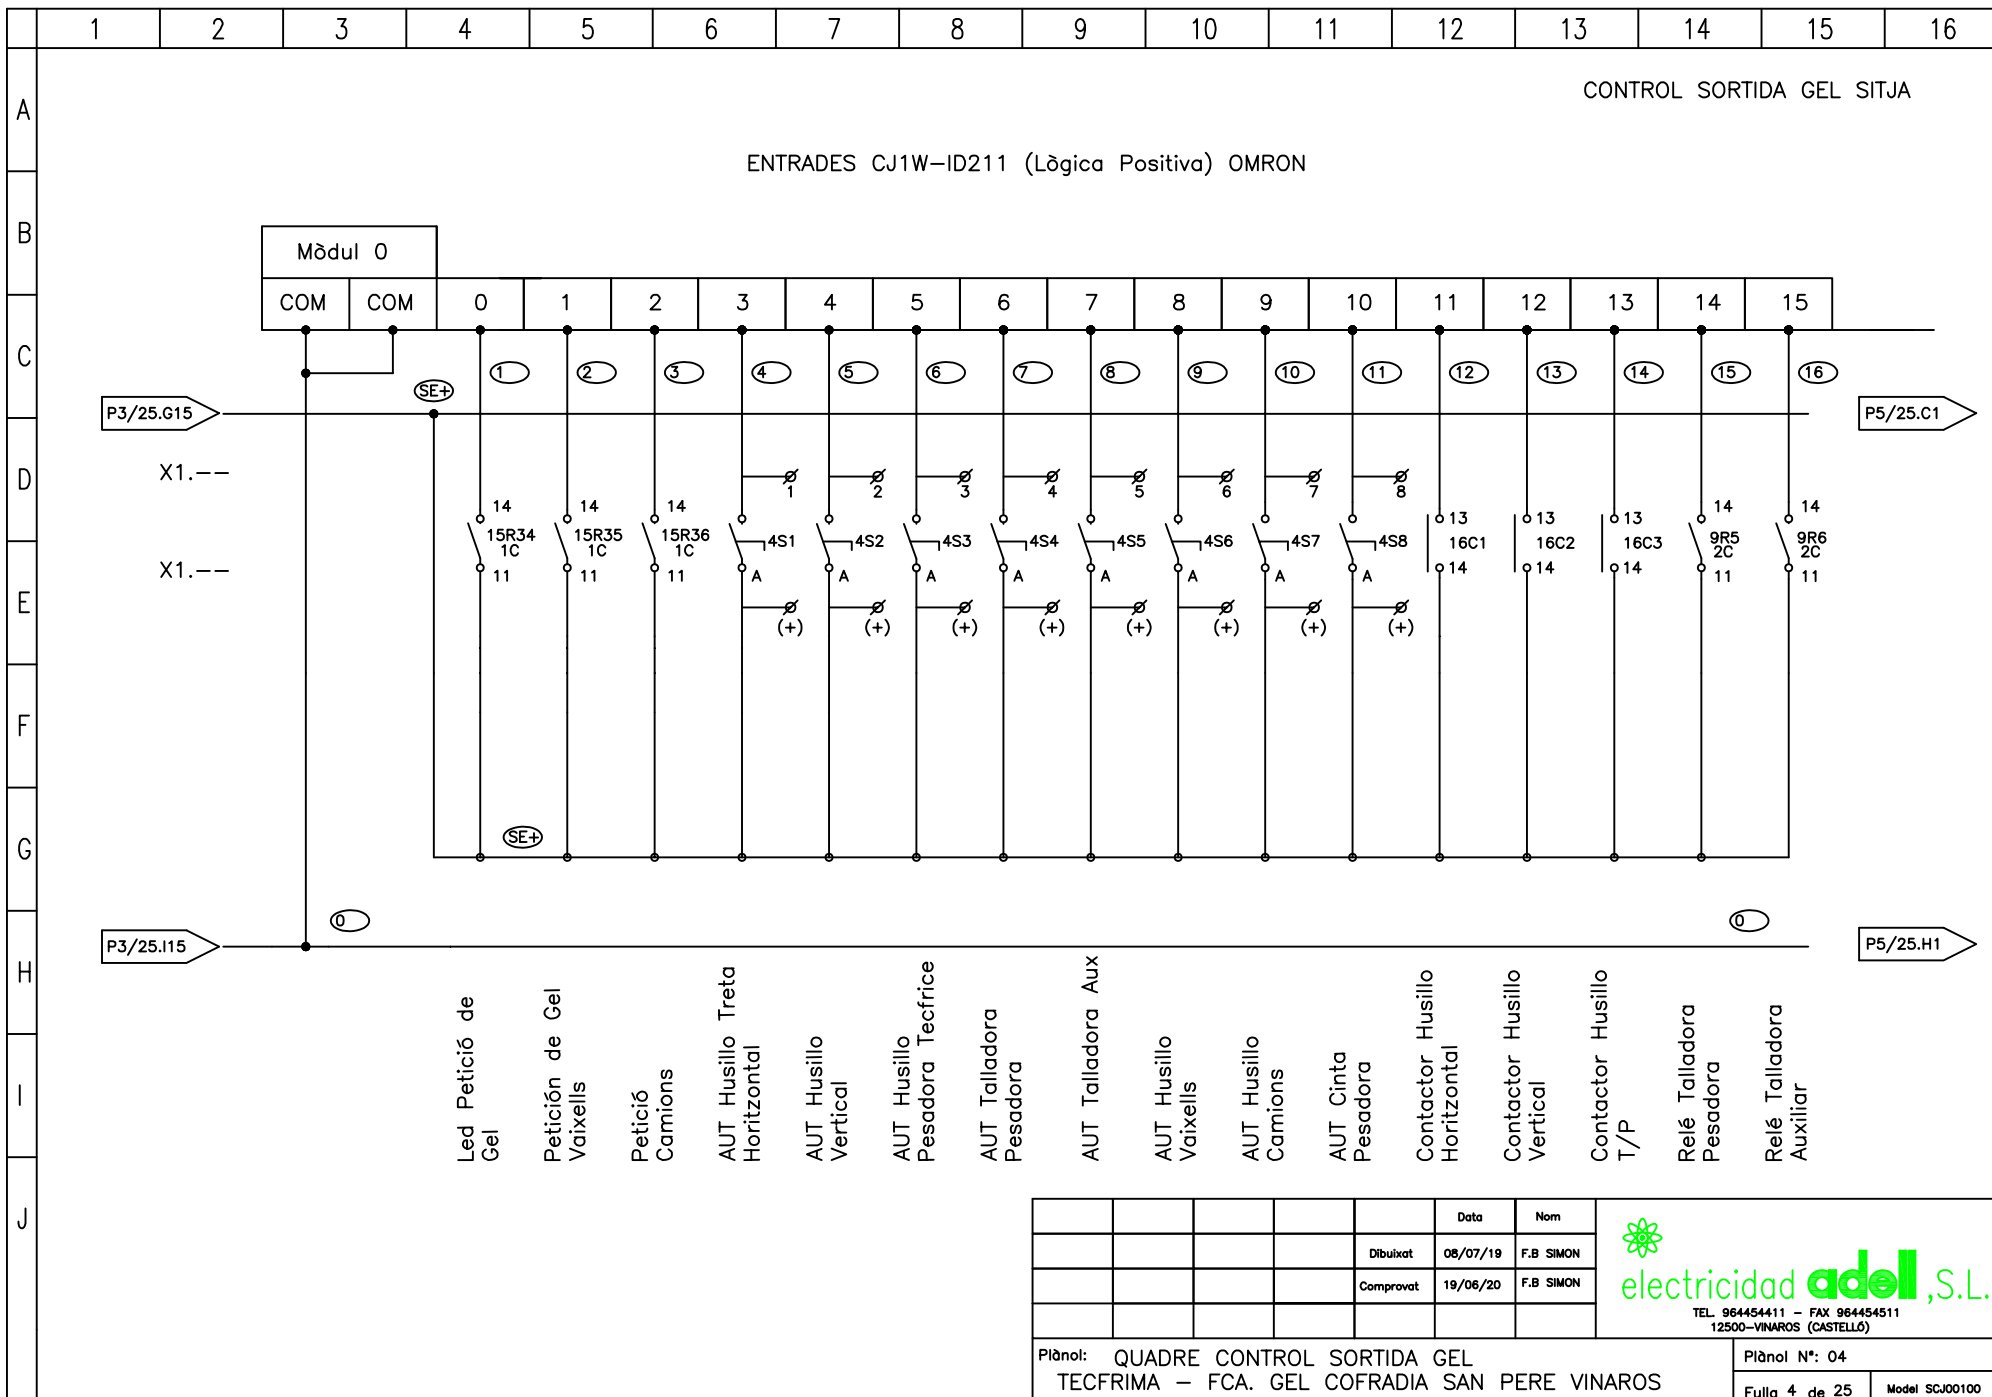 1 2 3 4 5 6 7 8 9 10 11 12 13 14 15 16
A
CONTROL SORTIDA GEL SITJA
ENTRADES CJ1W-ID211 (Lògica Positiva) OMRON
B
Mòdul 0
COM COM 0 1 2 3 4 5 6 7 8 9 10 11 12 13 14 15
C
1 2 3 4 5 6 7 8 9 10 11 12 13 14 15 16
SE+
P3/25.G15
P5/25.C1
D
X1.--
1 2 3 4 5 6 7 8
14 14 14 14 14
13 13 13
15R34 15R35 15R36 4S1 4S2 4S3 4S4 4S5 4S6 4S7 4S8 16C1 16C2 16C3 9R5 9R6
1C 1C 1C 2C 2C
X1.--
11 11 11 A A A A A A A A 14 14 14 11 11
E
(+) (+) (+) (+) (+) (+) (+) (+)
F
G
SE+
0 0
P3/25.I15
P5/25.H1
H
I
J
Led Petició de
Gel
Petición de Gel
Vaixells
Petició
Camions
AUT Husillo Treta
Horitzontal
AUT Husillo
Vertical
AUT Husillo
Pesadora Tecfrice
AUT Talladora
Pesadora
AUT Talladora Aux
AUT Husillo
Vaixells
AUT Husillo
Camions
AUT Cinta
Pesadora
Contactor Husillo
Horitzontal
Contactor Husillo
Vertical
Contactor Husillo
T/P
Relé Talladora
Pesadora
Relé Talladora
Auxiliar
Data Nom
Dibuixat 08/07/19 F.B SIMON
Comprovat 19/06/20 F.B SIMON
electricidad adell ,S.L.
TEL. 964454411 - FAX 964454511
12500-VINAROS (CASTELLÓ)
Plànol: QUADRE CONTROL SORTIDA GEL
TECFRIMA - FCA. GEL COFRADIA SAN PERE VINAROS
Plànol Nº: 04
Fulla 4 de 25 Model SCJ00100